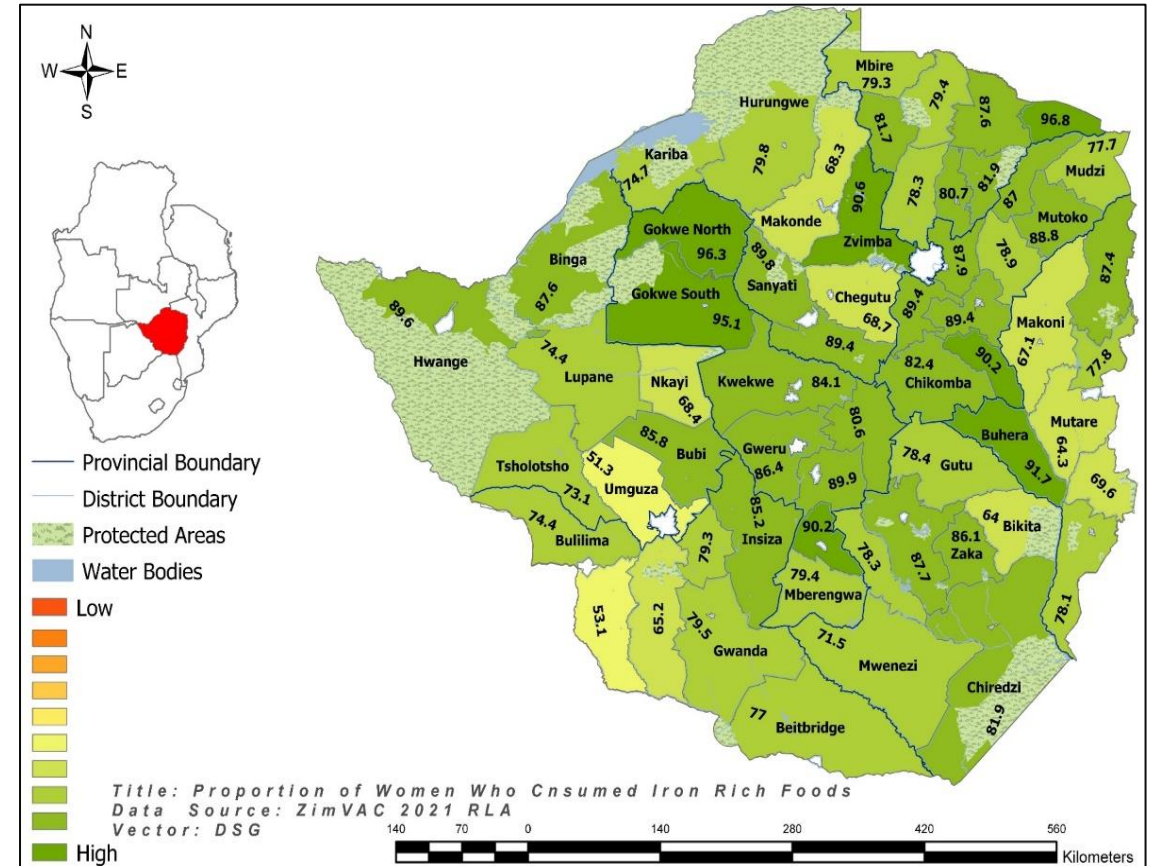 N
W E
S
Provincial Boundary
District Boundary
Protected Areas
Water Bodies
Low
High
Mbire
79.3
79.4
87.6
96.8
Hurungwe
79.8
68.3
81.7
77.7
Mudzi
Kariba
74.7
78.3
80.7
81.9
87
Mutoko
88.8
90.6
Makonde
Zvimba
Gokwe North
96.3
89.8
Sanyati
87.9
78.9
87.4
Binga
87.6
Gokwe South
95.1
Chegutu
68.7
89.4
89.4
Makoni
67.1
89.6
Hwange
74.4
Lupane
Nkayi
68.4
89.4
82.4
Chikomba
90.2
77.8
Kwekwe
84.1
80.6
Mutare
64.3
85.8
Bubi
Gweru
86.4
Buhera
91.7
78.4
Gutu
69.6
Tsholotsho
73.1
51.3
Umguza
89.9
74.4
Bulilima
79.3
85.2
Insiza
90.2
64
Bikita
86.1
Zaka
79.4
Mberengwa
78.3
87.7
78.1
53.1
65.2
79.5
Gwanda
71.5
Mwenezi
Chiredzi
81.9
77
Beitbridge
Title: Proportion of Women Who Cnsumed Iron Rich Foods
Data Source: ZimVAC 2021 RLA
Vector: DSG
140 70 0 140 280 420 560
Kilometers